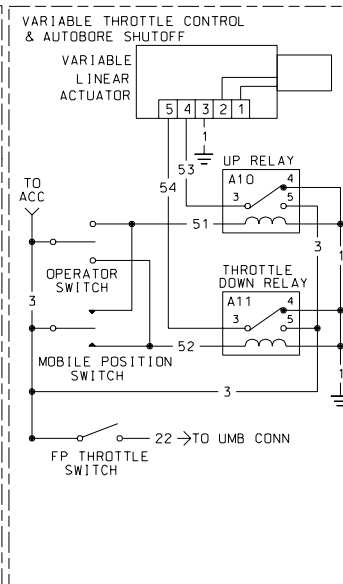 VARIABLE THROTTLE CONTROL
& AUTOBORE SHUTOFF
VARIABLE
LINEAR
ACTUATOR
5 4 3 2 1
1
53
54
UP RELAY
A10
4
3
5
TO
ACC
51
3
OPERATOR
SWITCH
THROTTLE
DOWN RELAY
1
3
A11
4
3
5
52
MOBILE POSITION
SWITCH
1
3
FP THROTTLE
SWITCH
22
TO UMB CONN